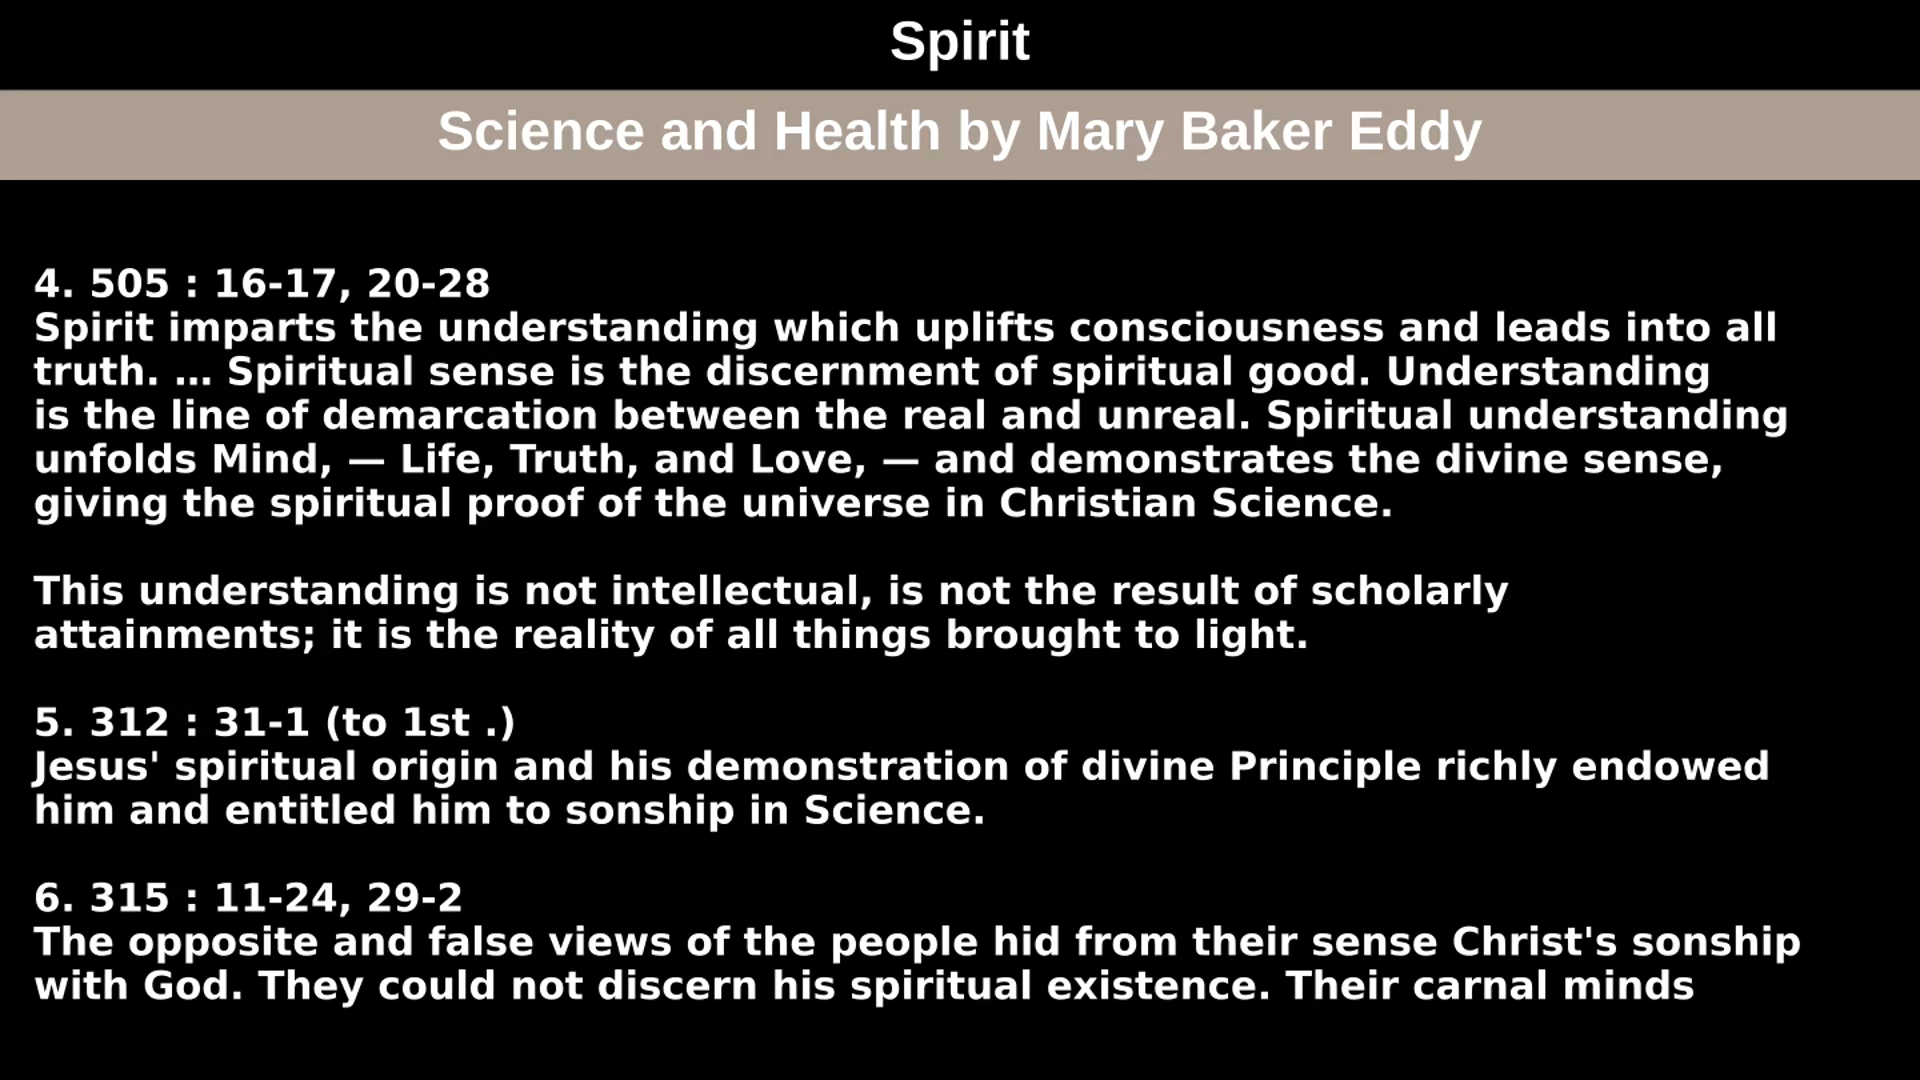 Spirit
Science and Health by Mary Baker Eddy
4. 505 : 16-17, 20-28
Spirit imparts the understanding which uplifts consciousness and leads into all
truth. … Spiritual sense is the discernment of spiritual good. Understanding
is the line of demarcation between the real and unreal. Spiritual understanding
unfolds Mind, — Life, Truth, and Love, — and demonstrates the divine sense,
giving the spiritual proof of the universe in Christian Science.
This understanding is not intellectual, is not the result of scholarly
attainments; it is the reality of all things brought to light.
5. 312 : 31-1 (to 1st .)
Jesus' spiritual origin and his demonstration of divine Principle richly endowed
him and entitled him to sonship in Science.
6. 315 : 11-24, 29-2
The opposite and false views of the people hid from their sense Christ's sonship
with God. They could not discern his spiritual existence. Their carnal minds